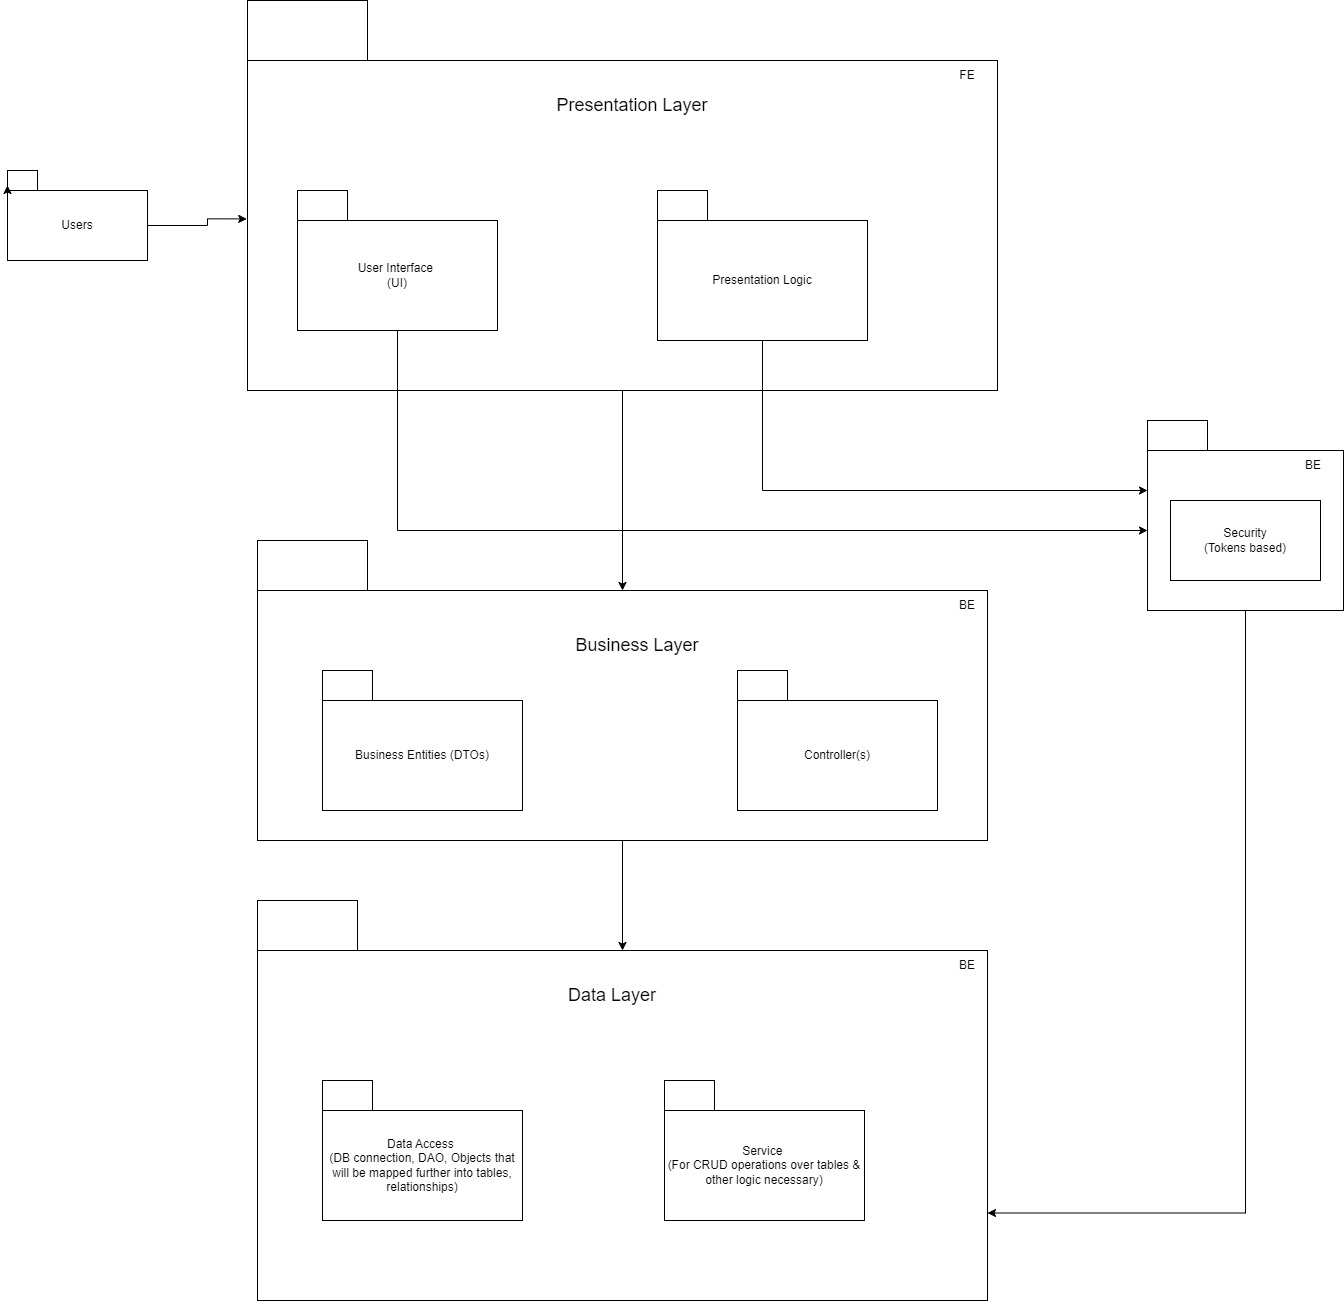 FE
Presentation Layer
Users
User Interface
(UI)
Presentation Logic
BE
Security
(Tokens based)
BE
Business Layer
Business Entities (DTOs)
Controller(s)
BE
Data Layer
Data Access
(DB connection, DAO, Objects that
will be mapped further into tables,
relationships)
Service
(For CRUD operations over tables &
other logic necessary)